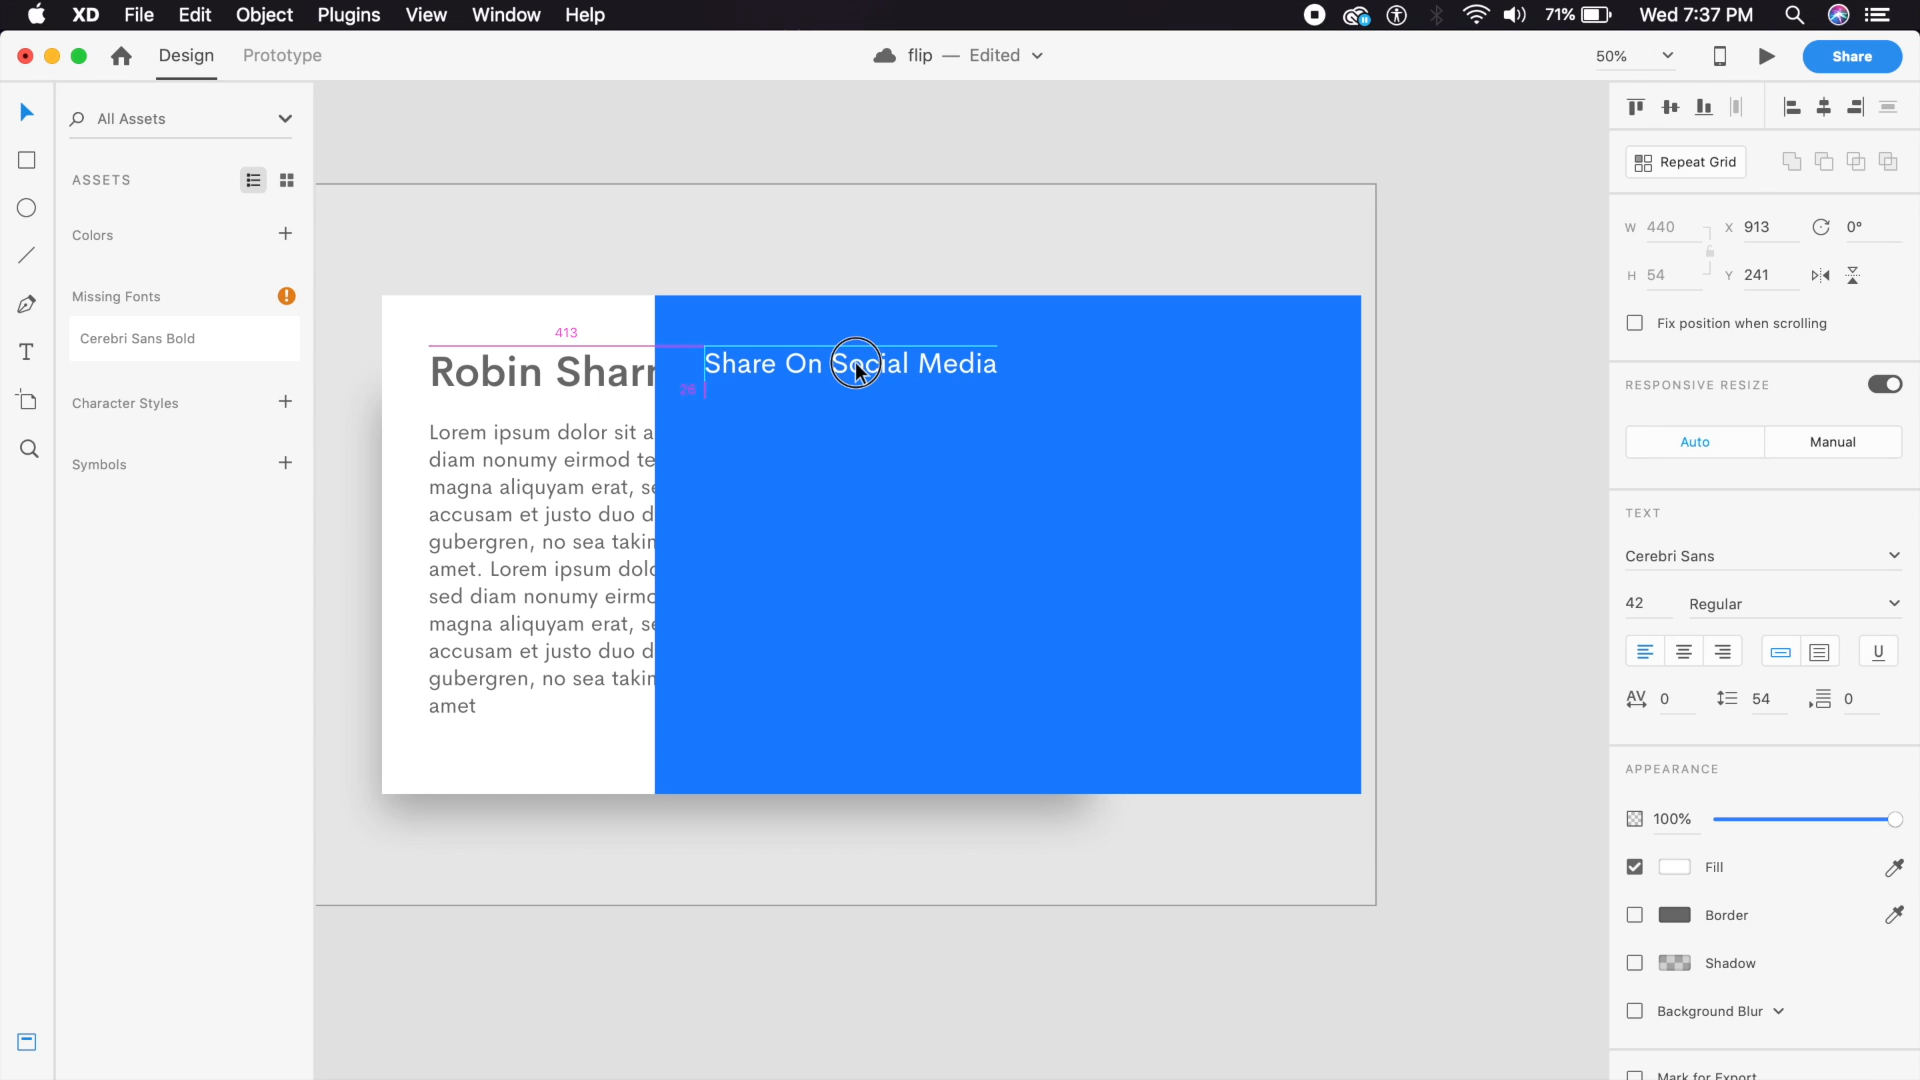 XD File Edit Object Plugins View Window Help 71% Wed 7:37 PM
Design Prototype flip — Edited 50% Share
All Assets
ASSETS
Colors
Missing Fonts
Cerebri Sans Bold
Character Styles
Symbols
413
Robin Sharr
Share On Social Media
26
Lorem ipsum dolor sit a
diam nonumy eirmod te
magna aliquyam erat, se
accusam et justo duo d
gubergren, no sea takin
amet. Lorem ipsum dolo
sed diam nonumy eirmo
magna aliquyam erat, se
accusam et justo duo d
gubergren, no sea takin
amet
Repeat Grid
W 440 X 913 0°
H 54 Y 241
Fix position when scrolling
RESPONSIVE RESIZE
Auto Manual
TEXT
Cerebri Sans
42 Regular
U
AV 0 54 0
APPEARANCE
100%
Fill
Border
Shadow
Background Blur
Mark for Export